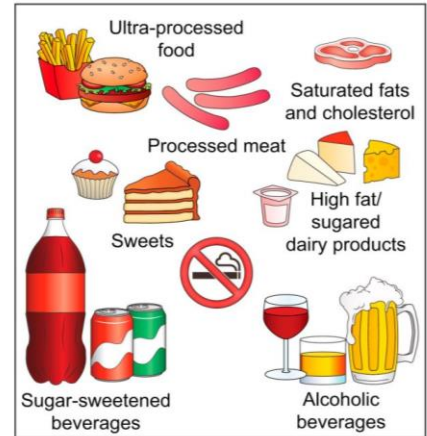 Ultra-processed
food
Saturated fats
and cholesterol
Processed meat
High fat/
sugared
dairy products
Sweets
Sugar-sweetened
beverages
Alcoholic
beverages